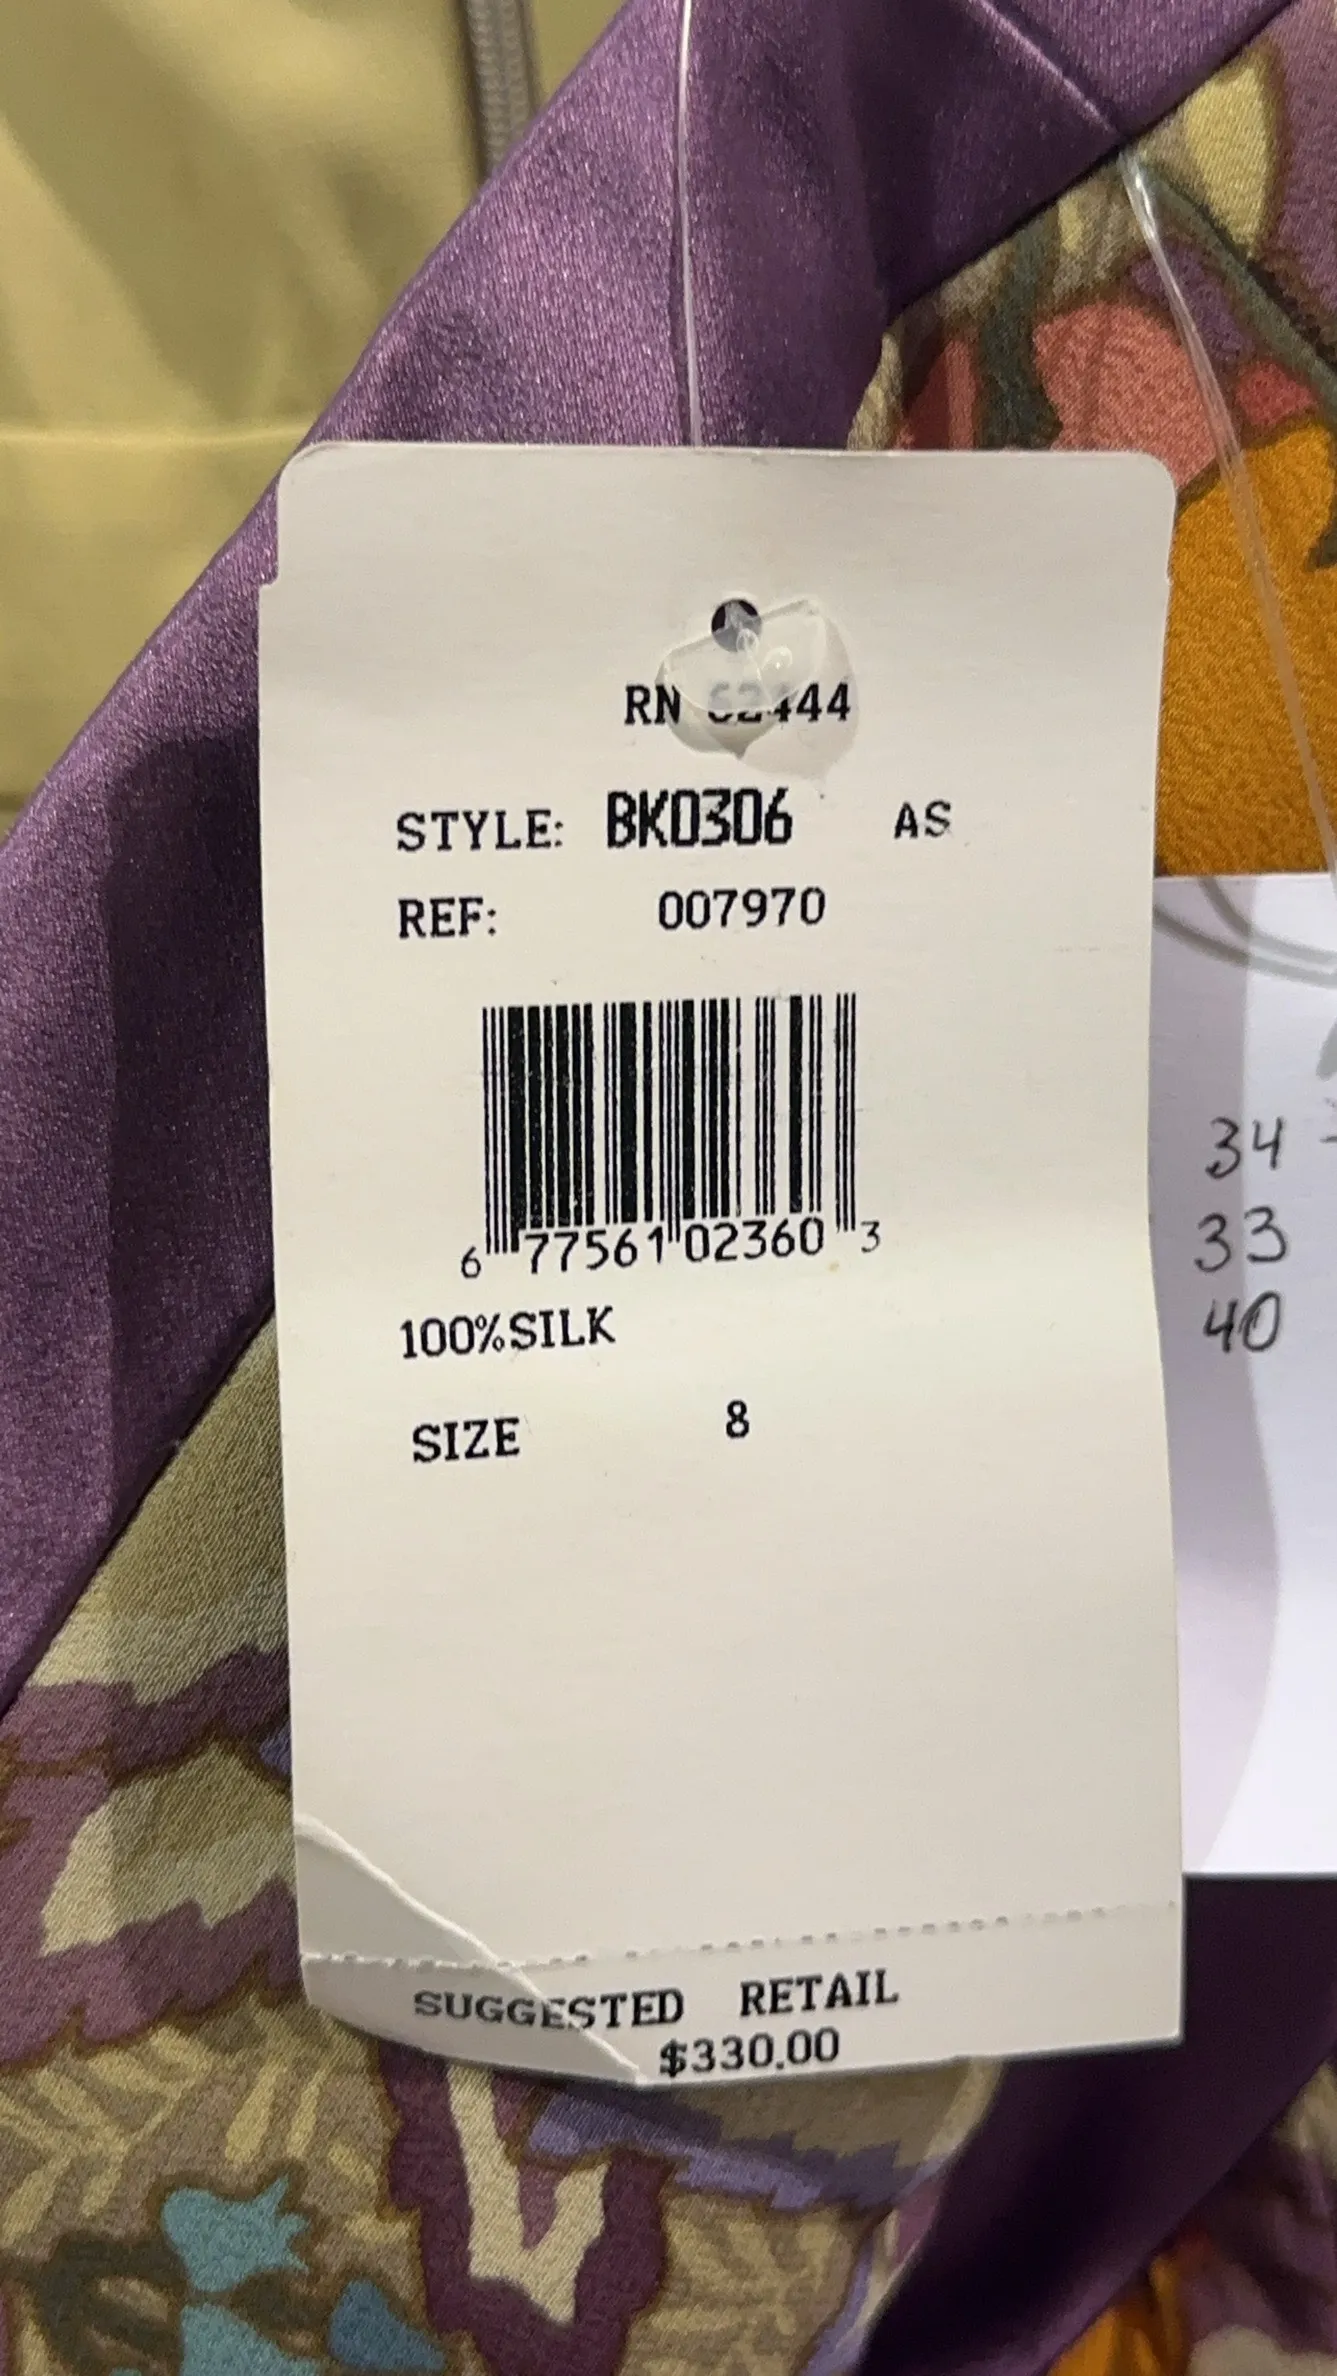 RN 62444
STYLE: BK0306 AS
REF: 007970
6 77561 02360 3
100%SILK
SIZE 8
SUGGESTED RETAIL
$330.00
34
33
40